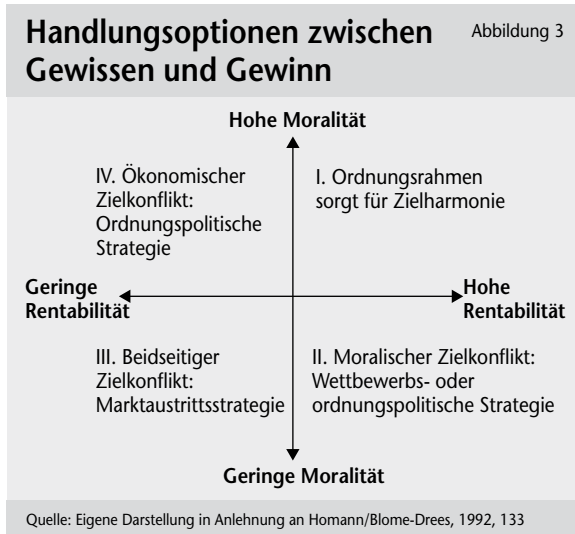 Handlungsoptionen zwischen
Gewissen und Gewinn
Abbildung 3
Hohe Moralität
IV. Ökonomischer
Zielkonflikt:
Ordnungspolitische
Strategie
I. Ordnungsrahmen
sorgt für Zielharmonie
Geringe
Rentabilität
Hohe
Rentabilität
III. Beidseitiger
Zielkonflikt:
Marktaustrittsstrategie
II. Moralischer Zielkonflikt:
Wettbewerbs- oder
ordnungspolitische Strategie
Geringe Moralität
Quelle: Eigene Darstellung in Anlehnung an Homann/Blome-Drees, 1992, 133